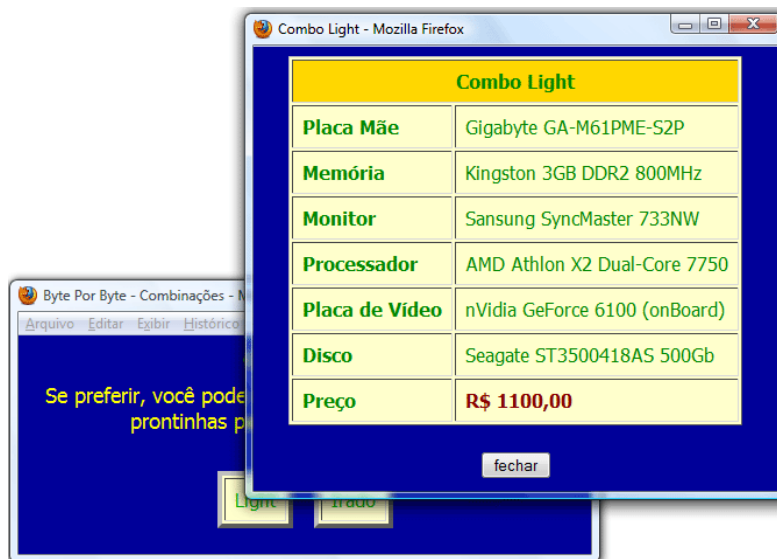 Combo Light - Mozilla Firefox
Combo Light
Placa Mãe Gigabyte GA-M61PME-S2P
Memória Kingston 3GB DDR2 800MHz
Monitor Sansung SyncMaster 733NW
Processador AMD Athlon X2 Dual-Core 7750
Placa de Vídeo nVidia GeForce 6100 (onBoard)
Disco Seagate ST3500418AS 500Gb
Preço R$ 1100,00
fechar
Byte Por Byte - Combinações - M
Arquivo Editar Exibir Histórico
Se preferir, você pode
prontinhas p
Light Irado